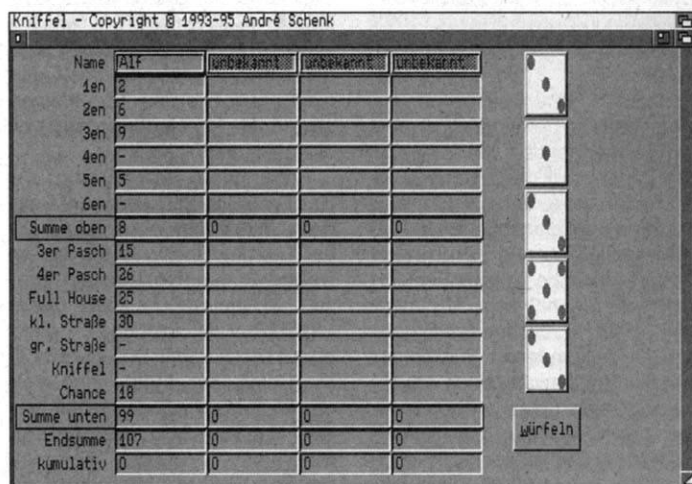 Kniffel - Copyright © 1993-95 André Schenk
Name Alf unbekannt unbekannt unbekannt
1en 2
2en 6
3en 9
4en -
5en 5
6en -
Summe oben 8 0 0 0
3er Pasch 15
4er Pasch 26
Full House 25
kl. Straße 30
gr. Straße -
Kniffel -
Chance 18
Summe unten 99 0 0 0
Endsumme 107 0 0 0
kumulativ 0 0 0 0
würfeln